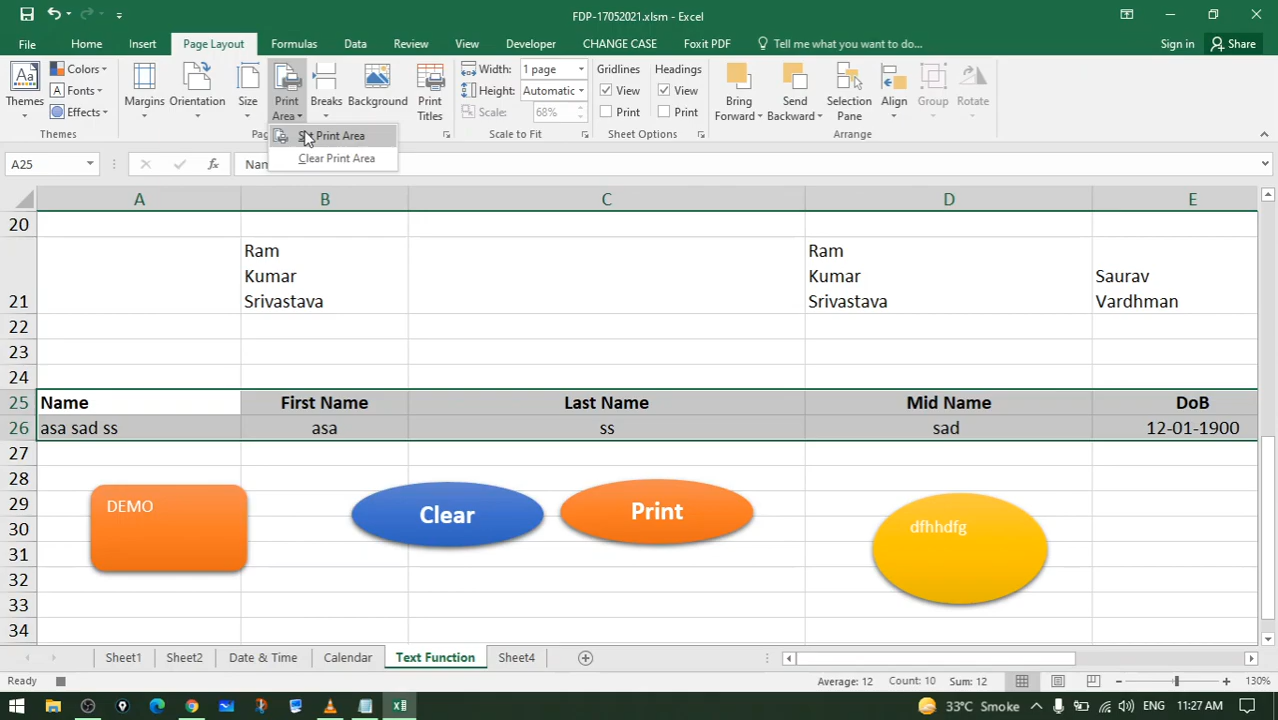 FDP-17052021.xlsm - Excel
File Home Insert Page Layout Formulas Data Review View Developer CHANGE CASE Foxit PDF Tell me what you want to do... Sign in Share
Themes
Colors
Fonts
Effects
Themes
Margins
Orientation
Size
Print
Area
Breaks
Background
Print
Titles
Width: 1 page
Height: Automatic
Scale: 68%
Scale to Fit
Gridlines
View
Print
Headings
View
Print
Sheet Options
Bring
Forward
Send
Backward
Selection
Pane
Align
Group
Rotate
Arrange
Print Area
Clear Print Area
A25
fx
A B C D E
20
Ram
Kumar
Srivastava
Ram
Kumar
Srivastava
Saurav
Vardhman
21
22
23
24
25 Name First Name Last Name Mid Name DoB
26 asa sad ss asa ss sad 12-01-1900
27
28
29
30
31
32
33
34
DEMO
Clear
Print
dfhhdfg
Sheet1 Sheet2 Date & Time Calendar Text Function Sheet4
Ready Average: 12 Count: 10 Sum: 12 130%
33°C Smoke ENG 11:27 AM